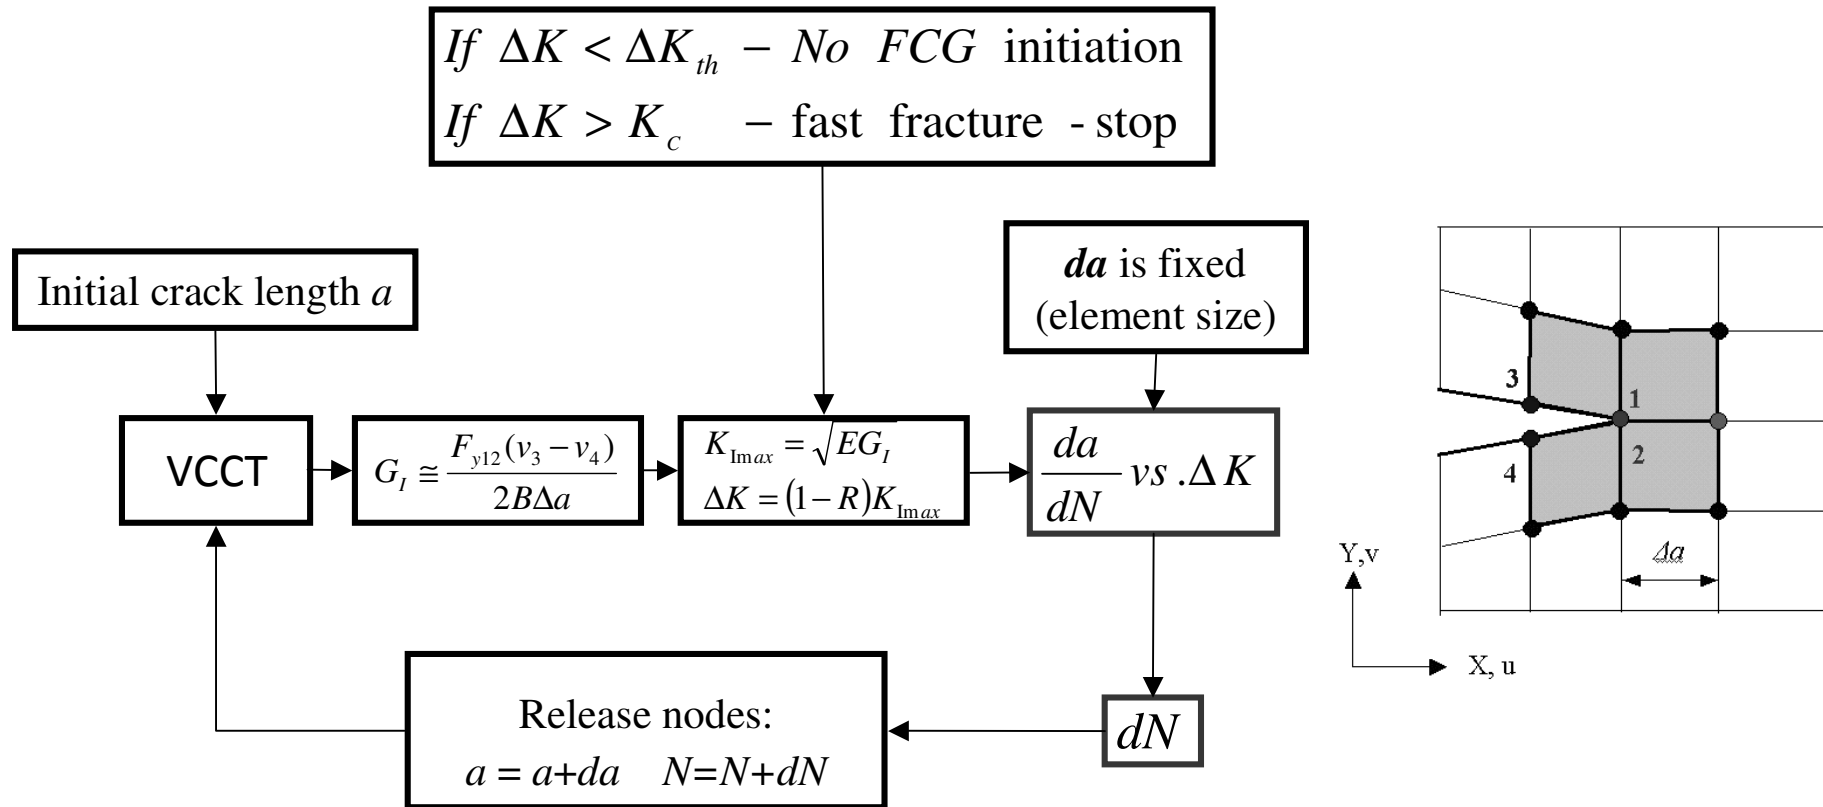 If ΔK < ΔK_th – No FCG initiation
If ΔK > K_C – fast fracture - stop
Initial crack length a
da is fixed
(element size)
VCCT
G_I ≅ F_y12 (v_3 – v_4) / 2BΔa
K_Imax = √EG_I
ΔK = (1 – R)K_Imax
da/dN vs .ΔK
Release nodes:
a = a+da N=N+dN
dN
3
1
2
4
Δa
Y,v
X, u